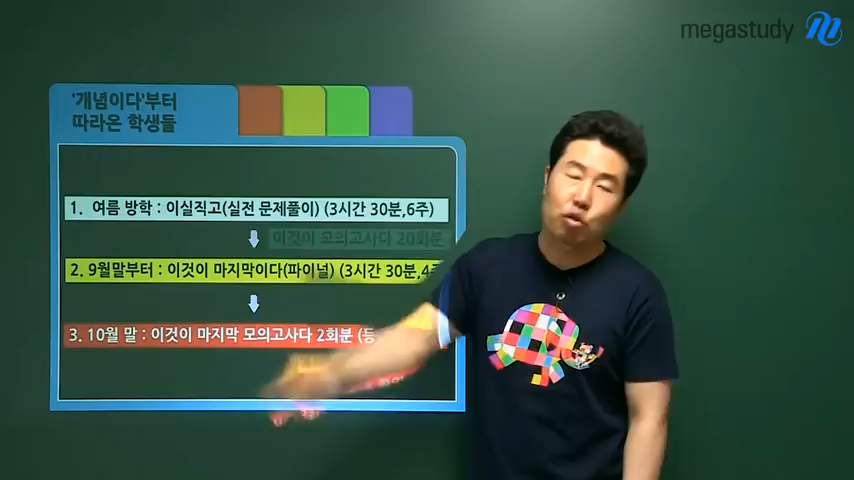 megastudy
'개념이다'부터
따라온 학생들
1. 여름 방학 : 이실직고(실전 문제풀이) (3시간 30분,6주)
이것이 모의고사다 20회분
2. 9월말부터 : 이것이 마지막이다(파이널) (3시간 30분,4주
3. 10월 말 : 이것이 마지막 모의고사다 2회분 (등